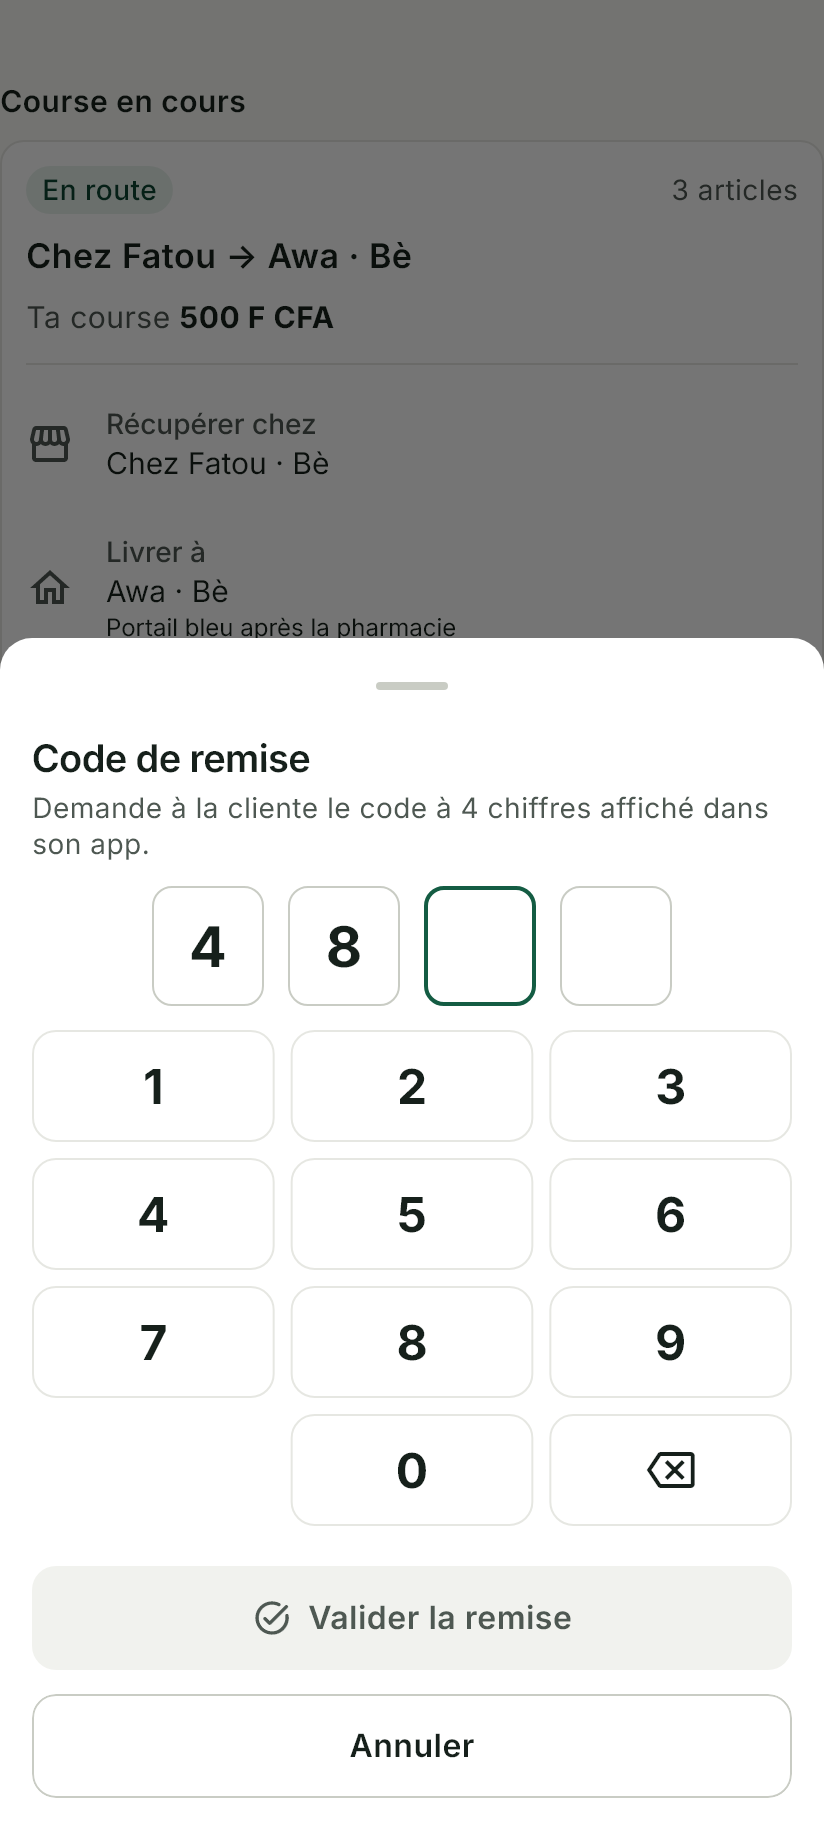 Course en cours
En route
3 articles
Chez Fatou → Awa · Bè
Ta course 500 F CFA
Récupérer chez
Chez Fatou · Bè
Livrer à
Awa · Bè
Portail bleu après la pharmacie
Code de remise
Demande à la cliente le code à 4 chiffres affiché dans
son app.
4 8
1 2 3
4 5 6
7 8 9
0
Valider la remise
Annuler